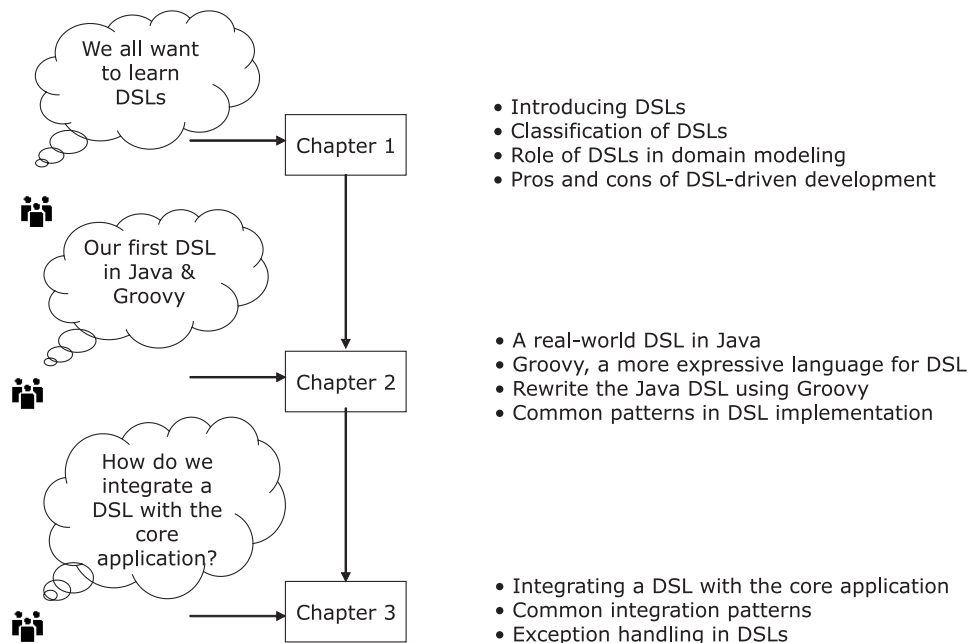 We all want
to learn
DSLs
Chapter 1
• Introducing DSLs
• Classification of DSLs
• Role of DSLs in domain modeling
• Pros and cons of DSL-driven development
Our first DSL
in Java &
Groovy
Chapter 2
• A real-world DSL in Java
• Groovy, a more expressive language for DSL
• Rewrite the Java DSL using Groovy
• Common patterns in DSL implementation
How do we
integrate a
DSL with the
core
application?
Chapter 3
• Integrating a DSL with the core application
• Common integration patterns
• Exception handling in DSLs